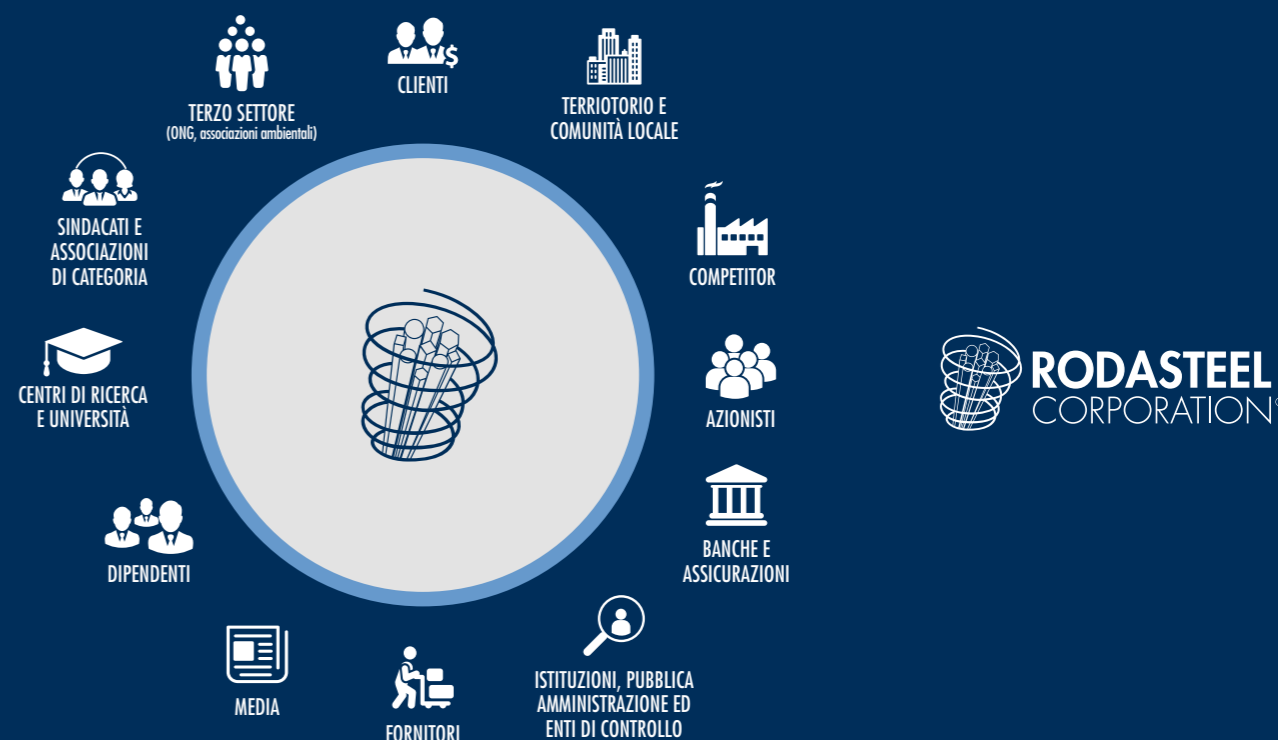 CLIENTI
TERRIOTORIO E
COMUNITÀ LOCALE
COMPETITOR
AZIONISTI
BANCHE E
ASSICURAZIONI
ISTITUZIONI, PUBBLICA
AMMINISTRAZIONE ED
ENTI DI CONTROLLO
FORNITORI
MEDIA
DIPENDENTI
CENTRI DI RICERCA
E UNIVERSITÀ
SINDACATI E
ASSOCIAZIONI
DI CATEGORIA
TERZO SETTORE
(ONG, associazioni ambientali)
RODASTEEL
CORPORATION